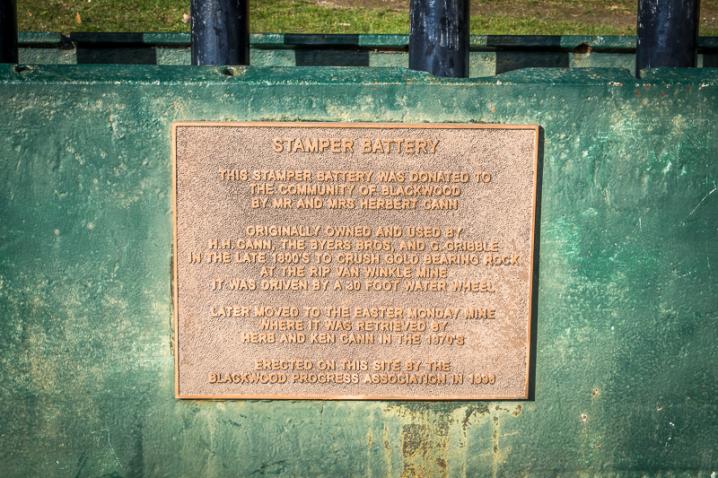 STAMPER BATTERY
THIS STAMPER BATTERY WAS DONATED TO
THE COMMUNITY OF BLACKWOOD
BY MR AND MRS HERBERT CANN
ORIGINALLY OWNED AND USED BY
H.H. CANN, THE BYERS BROS, AND G. GRIBBLE
IN THE LATE 1800'S TO CRUSH GOLD BEARING ROCK
AT THE RIP VAN WINKLE MINE
IT WAS DRIVEN BY A 30 FOOT WATER WHEEL
LATER MOVED TO THE EASTER MONDAY MINE
WHERE IT WAS RETRIEVED BY
HERB AND KEN CANN IN THE 1970'S
ERECTED ON THIS SITE BY THE
BLACKWOOD PROGRESS ASSOCIATION IN